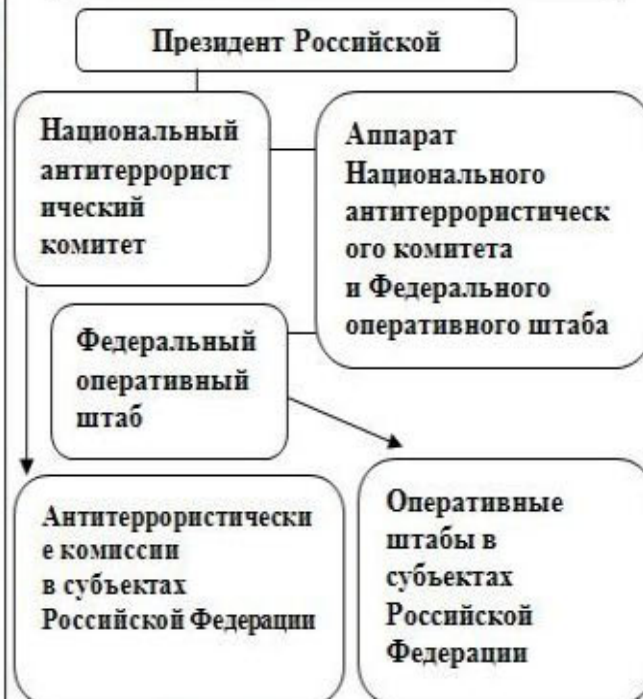 Президент Российской
Национальный
антитеррорист
ический
комитет
Аппарат
Национального
антитеррористическ
ого комитета
и Федерального
оперативного штаба
Федеральный
оперативный
штаб
Антитеррористически
е комиссии
в субъектах
Российской Федерации
Оперативные
штабы в
субъектах
Российской
Федерации